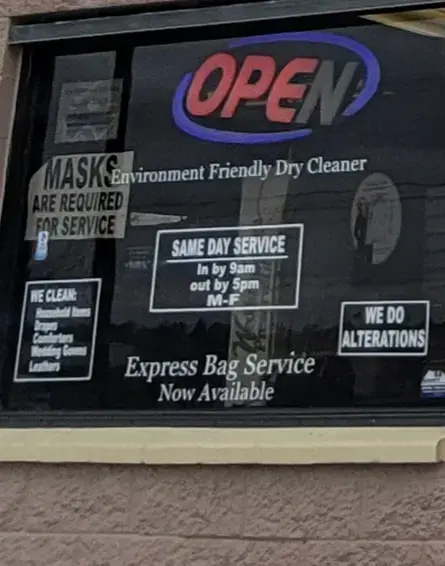 OPEN
MASKS
ARE REQUIRED
FOR SERVICE
Environment Friendly Dry Cleaner
SAME DAY SERVICE
In by 9am
out by 5pm
M-F
WE CLEAN:
Household Items
Drapes
Comforters
Wedding Gowns
Leathers
WE DO
ALTERATIONS
Express Bag Service
Now Available